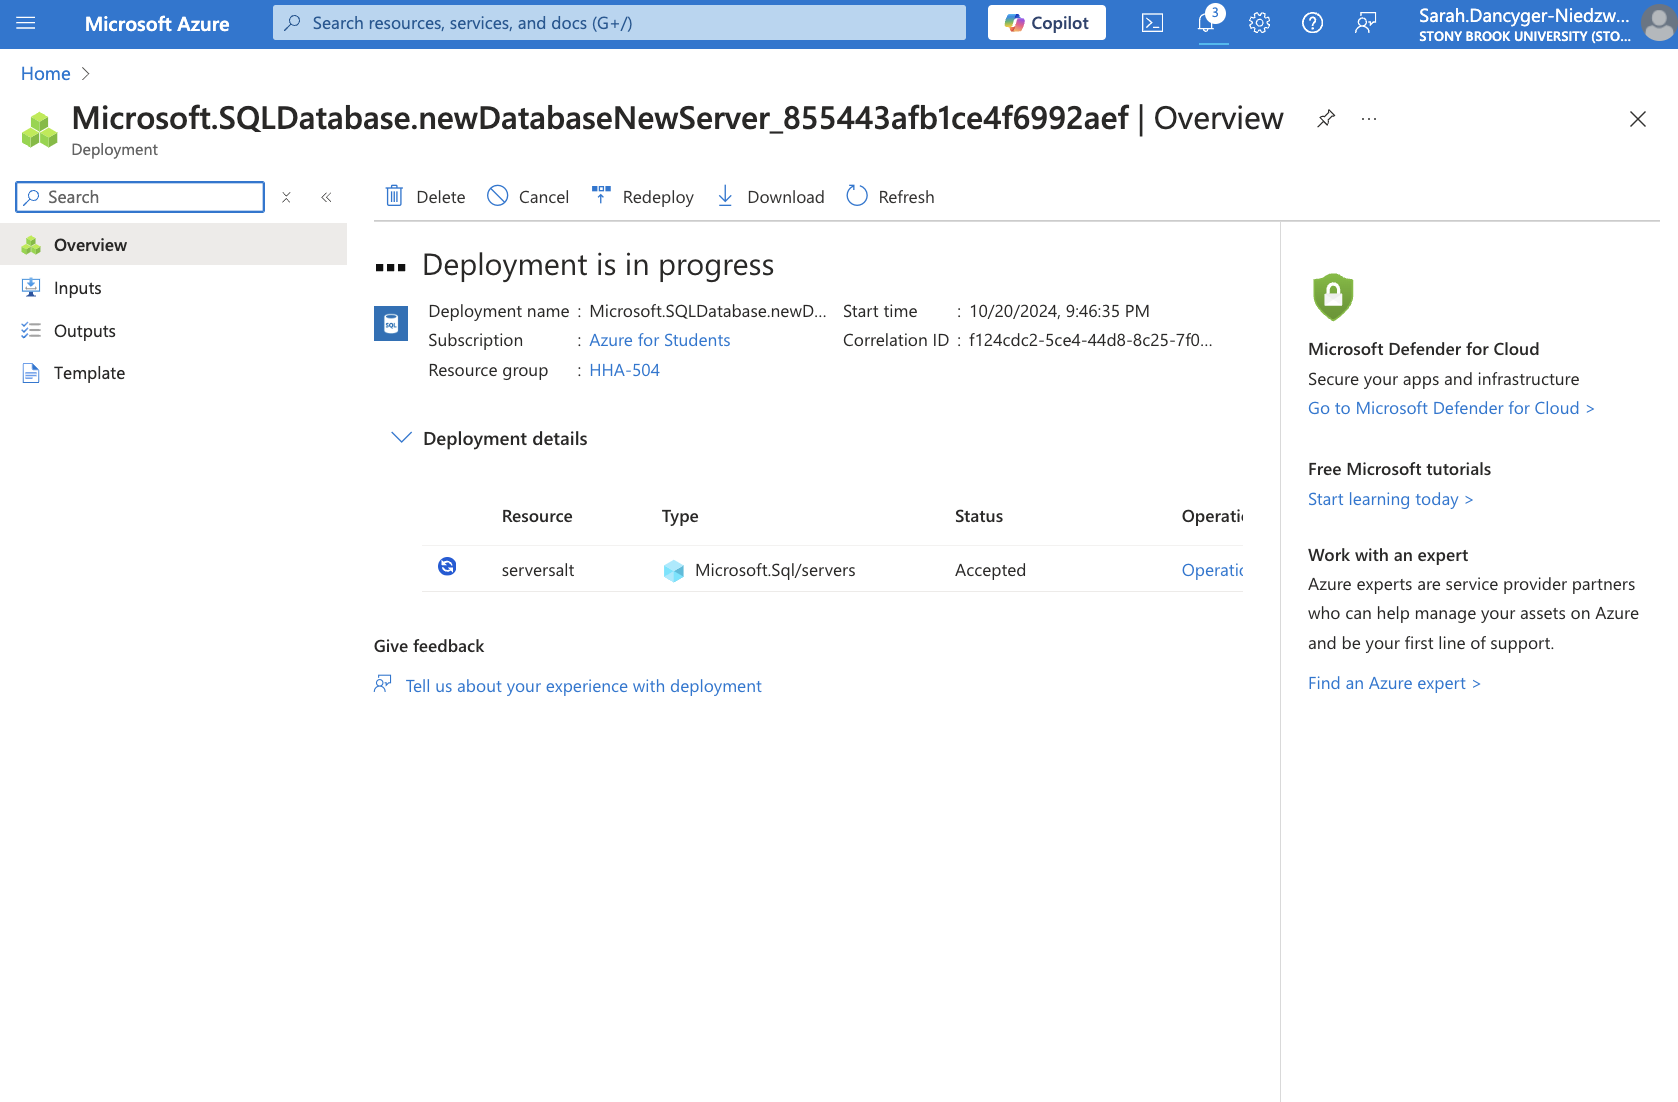 Microsoft Azure
Search resources, services, and docs (G+/)
Copilot
3
Sarah.Dancyger-Niedzw...
STONY BROOK UNIVERSITY (STO...
Home
Microsoft.SQLDatabase.newDatabaseNewServer_855443afb1ce4f6992aef | Overview
Deployment
Search
Delete
Cancel
Redeploy
Download
Refresh
Overview
Inputs
Outputs
Template
Deployment is in progress
SQL
Deployment name : Microsoft.SQLDatabase.newD...
Subscription : Azure for Students
Resource group : HHA-504
Start time : 10/20/2024, 9:46:35 PM
Correlation ID : f124cdc2-5ce4-44d8-8c25-7f0...
Deployment details
Resource Type Status Operati
serversalt Microsoft.Sql/servers Accepted Operatic
Give feedback
Tell us about your experience with deployment
Microsoft Defender for Cloud
Secure your apps and infrastructure
Go to Microsoft Defender for Cloud >
Free Microsoft tutorials
Start learning today >
Work with an expert
Azure experts are service provider partners
who can help manage your assets on Azure
and be your first line of support.
Find an Azure expert >